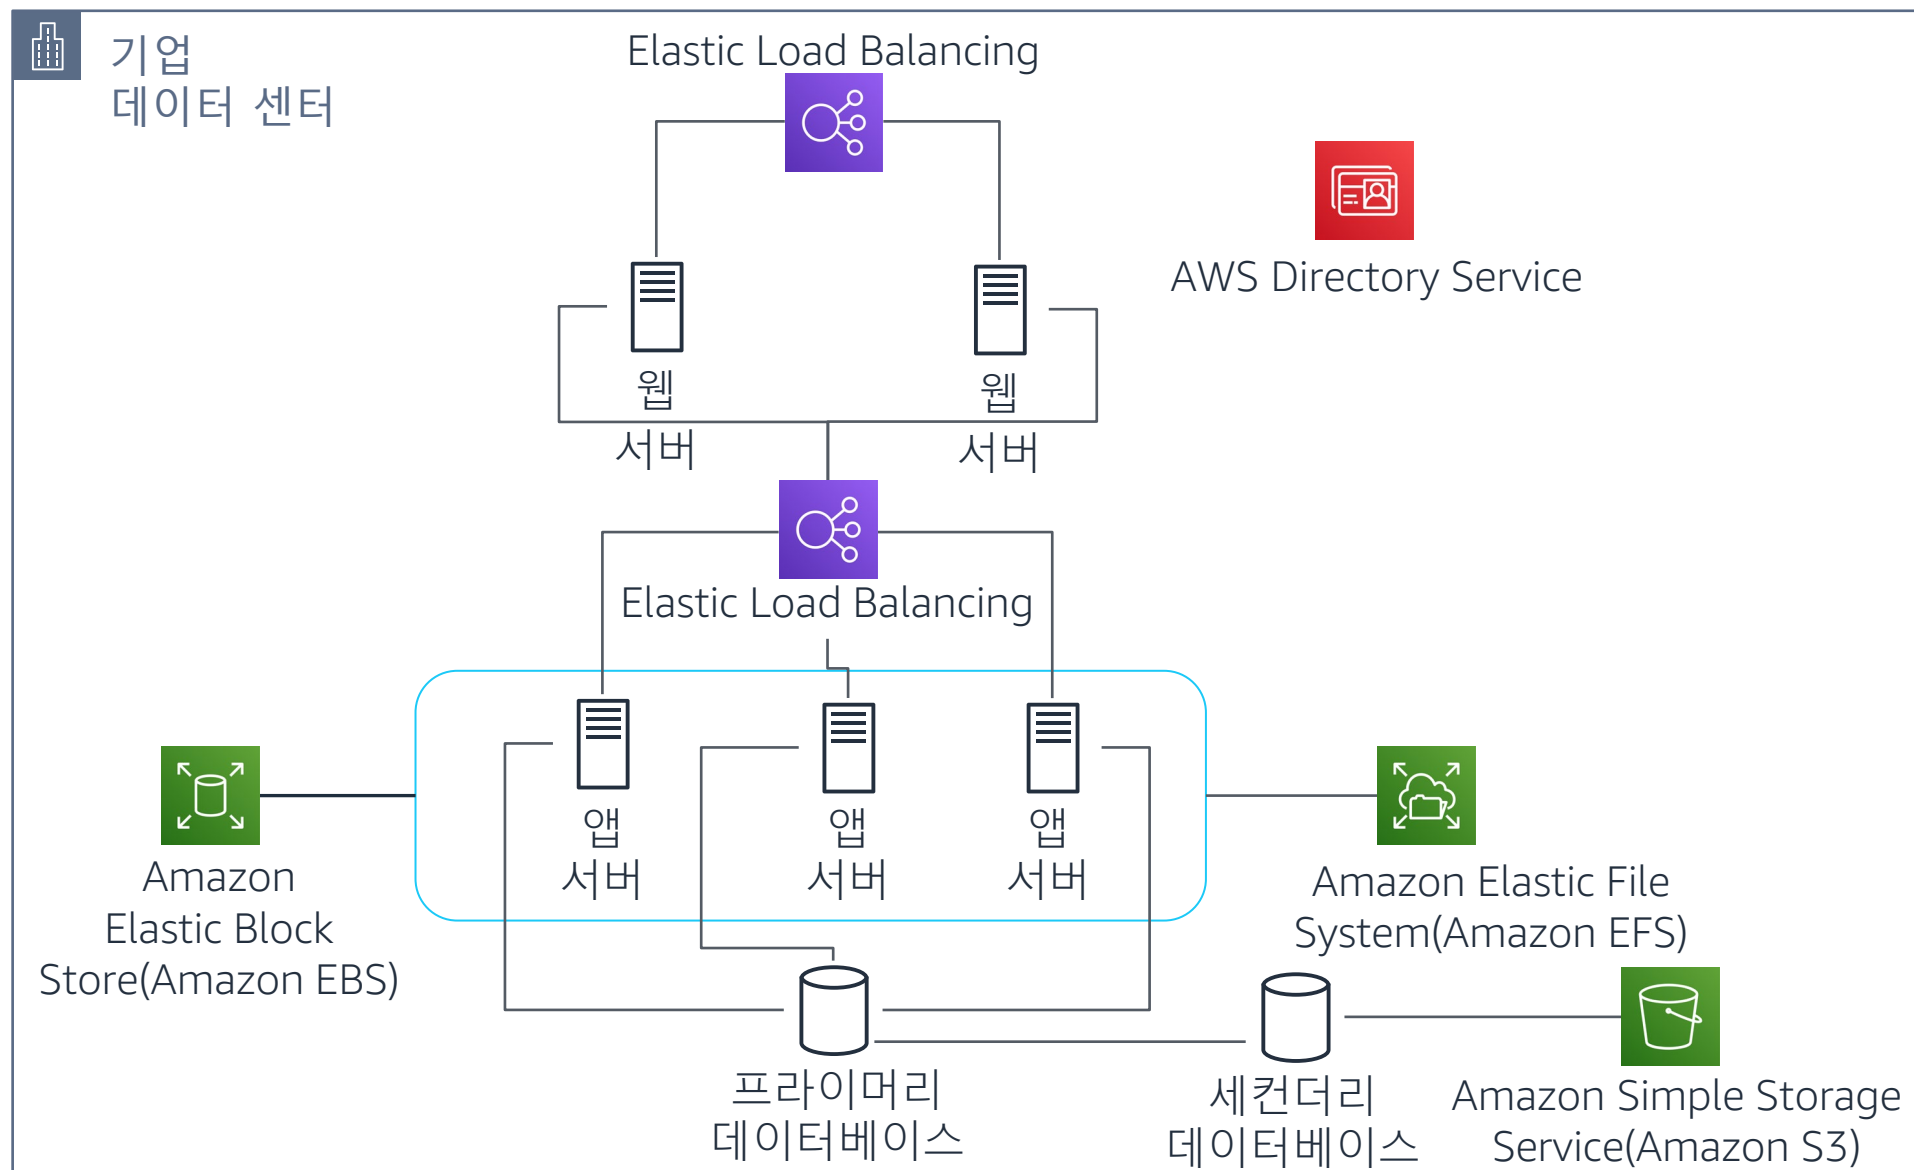 기업
데이터 센터
Elastic Load Balancing
AWS Directory Service
웹
서버
웹
서버
Elastic Load Balancing
앱
서버
앱
서버
앱
서버
Amazon
Elastic Block
Store(Amazon EBS)
Amazon Elastic File
System(Amazon EFS)
프라이머리
데이터베이스
세컨더리
데이터베이스
Amazon Simple Storage
Service(Amazon S3)